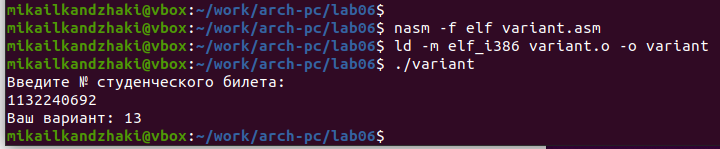 mikailkandzhaki@vbox:~/work/arch-pc/lab06$
mikailkandzhaki@vbox:~/work/arch-pc/lab06$ nasm -f elf variant.asm
mikailkandzhaki@vbox:~/work/arch-pc/lab06$ ld -m elf_i386 variant.o -o variant
mikailkandzhaki@vbox:~/work/arch-pc/lab06$ ./variant
Введите № студенческого билета:
1132240692
Ваш вариант: 13
mikailkandzhaki@vbox:~/work/arch-pc/lab06$